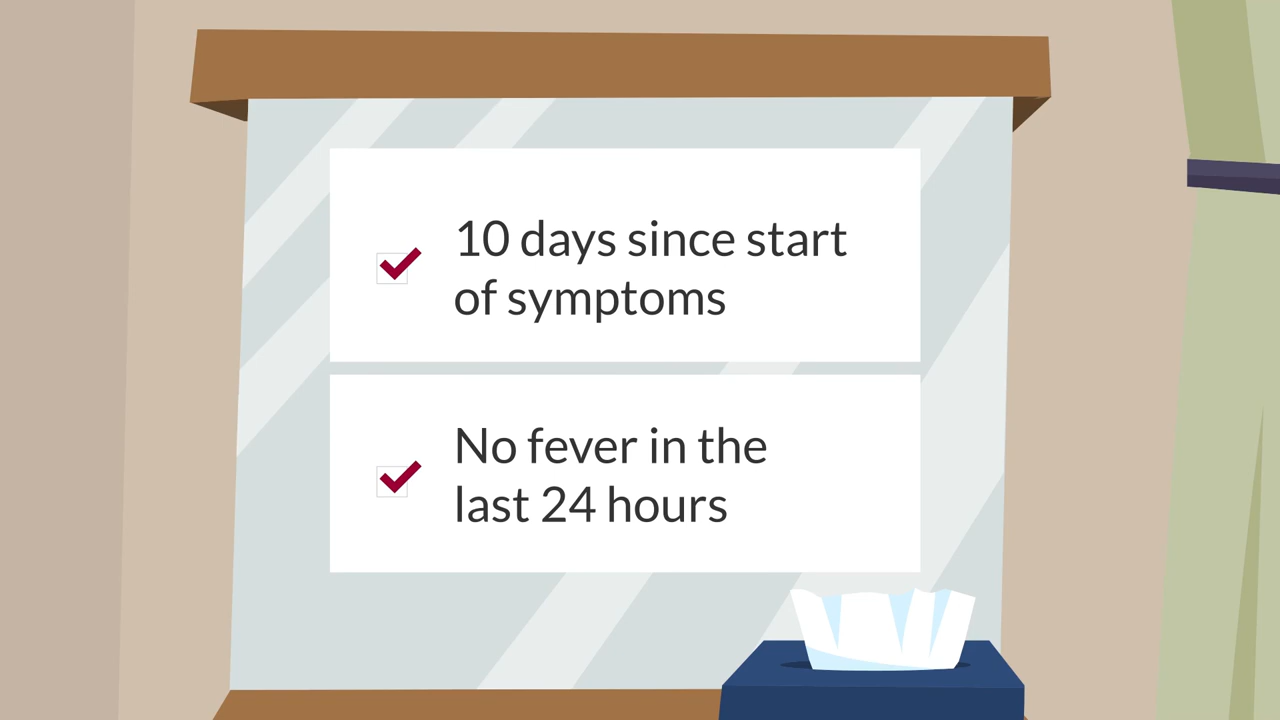 10 days since start
of symptoms
No fever in the
last 24 hours